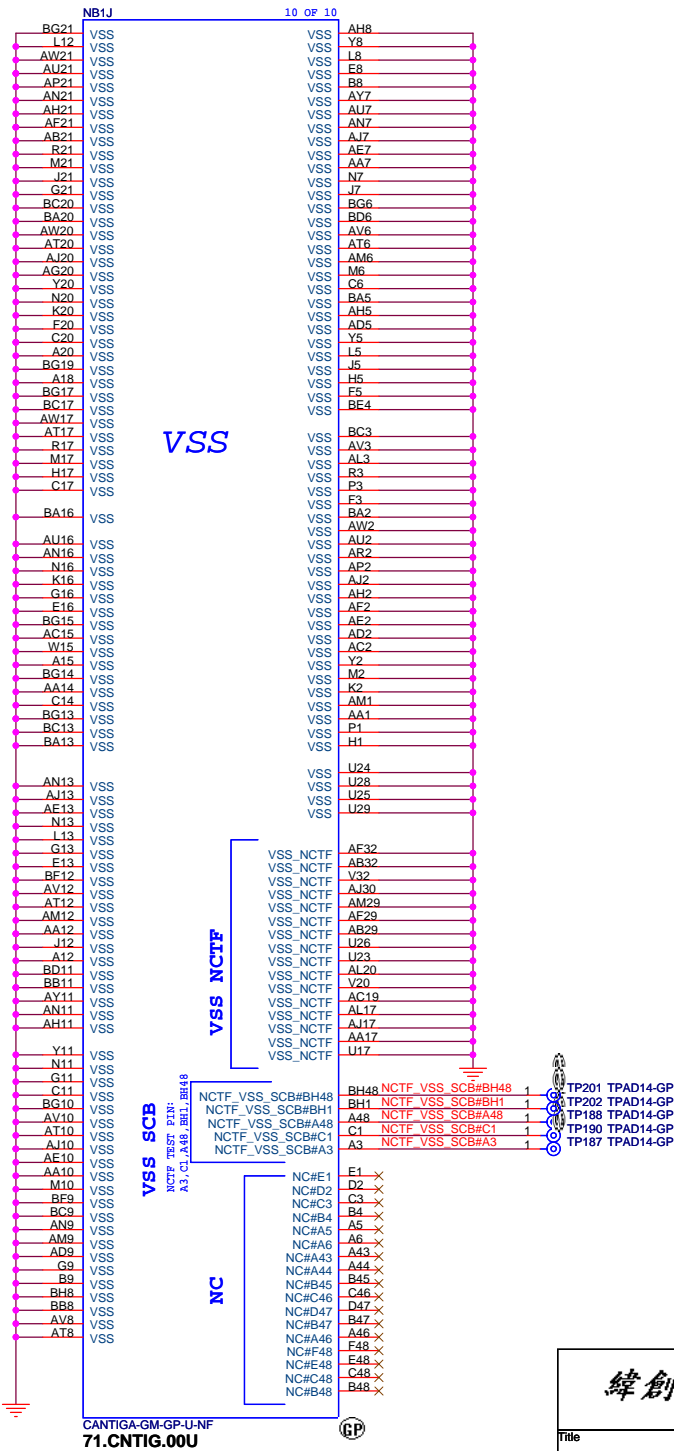 NB1J 10 OF 10
BG21 VSS VSS AH8
L12 VSS VSS Y8
AW21 VSS VSS L8
AU21 VSS VSS E8
AP21 VSS VSS B8
AN21 VSS VSS AY7
AH21 VSS VSS AU7
AF21 VSS VSS AN7
AB21 VSS VSS AJ7
R21 VSS VSS AE7
M21 VSS VSS AA7
J21 VSS VSS N7
G21 VSS VSS J7
BC20 VSS VSS BG6
BA20 VSS VSS BD6
AW20 VSS VSS AV6
AT20 VSS VSS AT6
AJ20 VSS VSS AM6
AG20 VSS VSS M6
Y20 VSS VSS C6
N20 VSS VSS BA5
K20 VSS VSS AH5
F20 VSS VSS AD5
C20 VSS VSS Y5
A20 VSS VSS L5
BG19 VSS VSS J5
A18 VSS VSS H5
BG17 VSS VSS F5
BC17 VSS VSS BE4
AW17 VSS
AT17 VSS VSS BC3
VSS
R17 VSS VSS AV3
M17 VSS VSS AL3
H17 VSS VSS R3
C17 VSS VSS P3
VSS F3
BA16 VSS VSS BA2
VSS AW2
AU16 VSS VSS AU2
AN16 VSS VSS AR2
N16 VSS VSS AP2
K16 VSS VSS AJ2
G16 VSS VSS AH2
E16 VSS VSS AF2
BG15 VSS VSS AE2
AC15 VSS VSS AD2
W15 VSS VSS AC2
A15 VSS VSS Y2
BG14 VSS VSS M2
AA14 VSS VSS K2
C14 VSS VSS AM1
BG13 VSS VSS AA1
BC13 VSS VSS P1
BA13 VSS VSS H1
VSS U24
AN13 VSS VSS U28
AJ13 VSS VSS U25
AE13 VSS VSS U29
N13 VSS
L13 VSS
G13 VSS VSS_NCTF AF32
E13 VSS VSS_NCTF AB32
BF12 VSS VSS_NCTF V32
AV12 VSS VSS_NCTF AJ30
AT12 VSS VSS_NCTF AM29
AM12 VSS VSS_NCTF AF29
AA12 VSS VSS_NCTF AB29
J12 VSS VSS_NCTF U26
A12 VSS VSS_NCTF U23
BD11 VSS VSS_NCTF AL20
BB11 VSS VSS_NCTF V20
AY11 VSS VSS_NCTF AC19
AN11 VSS VSS_NCTF AL17
AH11 VSS VSS_NCTF AJ17
VSS_NCTF AA17
Y11 VSS VSS_NCTF U17
VSS NCTF
N11 VSS
G11 VSS
C11 VSS NCTF_VSS_SCB#BH48 BH48 NCTF_VSS_SCB#BH48 1 TP201 TPAD14-GP
BG10 VSS NCTF_VSS_SCB#BH1 BH1 NCTF_VSS_SCB#BH1 1 TP202 TPAD14-GP
AV10 VSS NCTF_VSS_SCB#A48 A48 NCTF_VSS_SCB#A48 1 TP188 TPAD14-GP
AT10 VSS NCTF_VSS_SCB#C1 C1 NCTF_VSS_SCB#C1 1 TP190 TPAD14-GP
AJ10 VSS NCTF_VSS_SCB#A3 A3 NCTF_VSS_SCB#A3 1 TP187 TPAD14-GP
VSS SCB
NCTF TEST PIN:
A3,C1,A48,BH1,BH48
AE10 VSS
AA10 VSS NC#E1 E1
M10 VSS NC#D2 D2
BF9 VSS NC#C3 C3
BC9 VSS NC#B4 B4
AN9 VSS NC#A5 A5
AM9 VSS NC#A6 A6
AD9 VSS NC#A43 A43
G9 VSS NC#A44 A44
B9 VSS NC#B45 B45
BH8 VSS NC#C46 C46
BB8 VSS NC#D47 D47
AV8 VSS NC#B47 B47
AT8 VSS NC#A46 A46
NC#F48 F48
NC#E48 E48
NC#C48 C48
NC#B48 B48
NC
CANTIGA-GM-GP-U-NF
71.CNTIG.00U
GP
緯創
Title